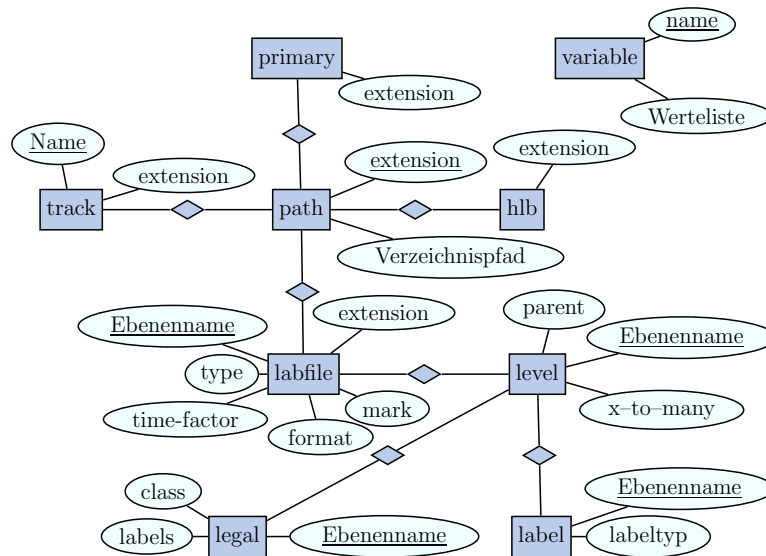 name
primary
variable
extension
Werteliste
Name
extension
extension
extension
track
path
hlb
Verzeichnispfad
parent
extension
Ebenenname
Ebenenname
type
labfile
level
time-factor
mark
x–to–many
format
class
Ebenenname
labels
legal
Ebenenname
label
labeltyp